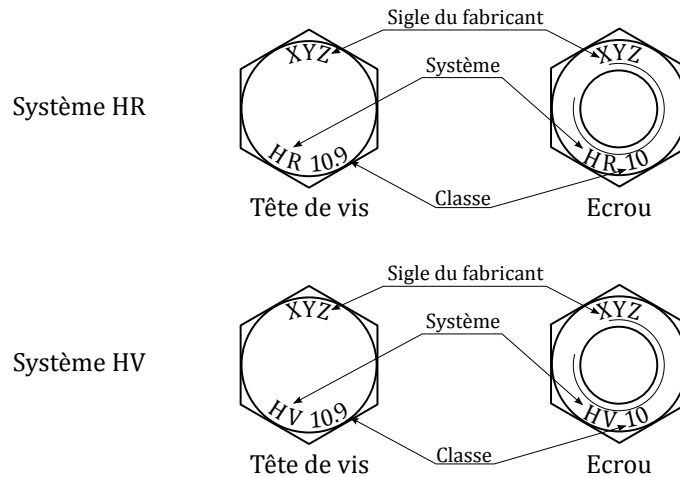 Sigle du fabricant
XYZ XYZ
Système
Système HR
HR 10.9 HR 10
Classe
Tête de vis Ecrou
Sigle du fabricant
XYZ XYZ
Système
Système HV
HV 10.9 HV 10
Classe
Tête de vis Ecrou